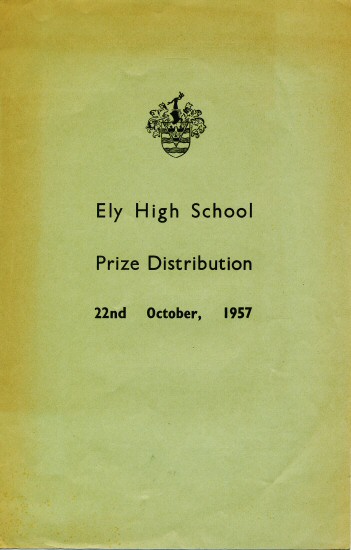 Ely High School
Prize Distribution
22nd October, 1957